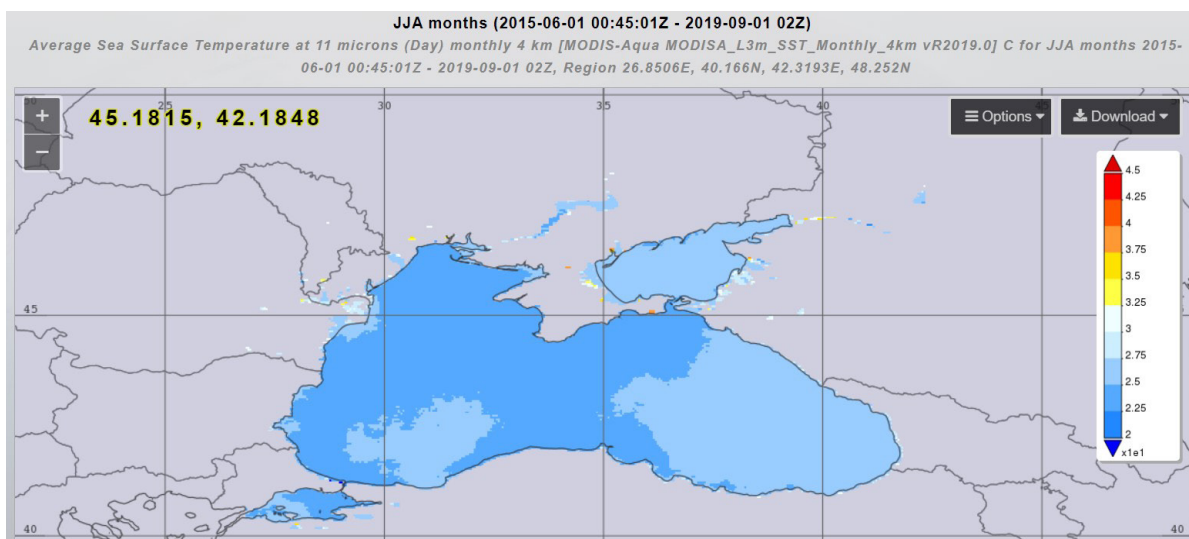 JJA months (2015-06-01 00:45:01Z - 2019-09-01 02Z)
Average Sea Surface Temperature at 11 microns (Day) monthly 4 km [MODIS-Aqua MODISA_L3m_SST_Monthly_4km vR2019.0] C for JJA months 2015-
06-01 00:45:01Z - 2019-09-01 02Z, Region 26.8506E, 40.166N, 42.3193E, 48.252N
50 25 30 35 40 45 50
+
45.1815, 42.1848
−
Options
Download
4.5
4.25
4
3.75
3.5
3.25
3
2.75
2.5
2.25
2
x1e1
45
40 40